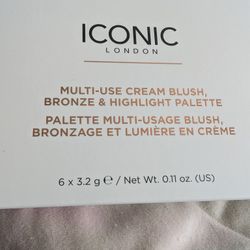 ICONIC
LONDON
MULTI-USE CREAM BLUSH,
BRONZE & HIGHLIGHT PALETTE
PALETTE MULTI-USAGE BLUSH,
BRONZAGE ET LUMIÈRE EN CRÈME
6 x 3.2 g ℮ / Net Wt. 0.11 oz. (US)